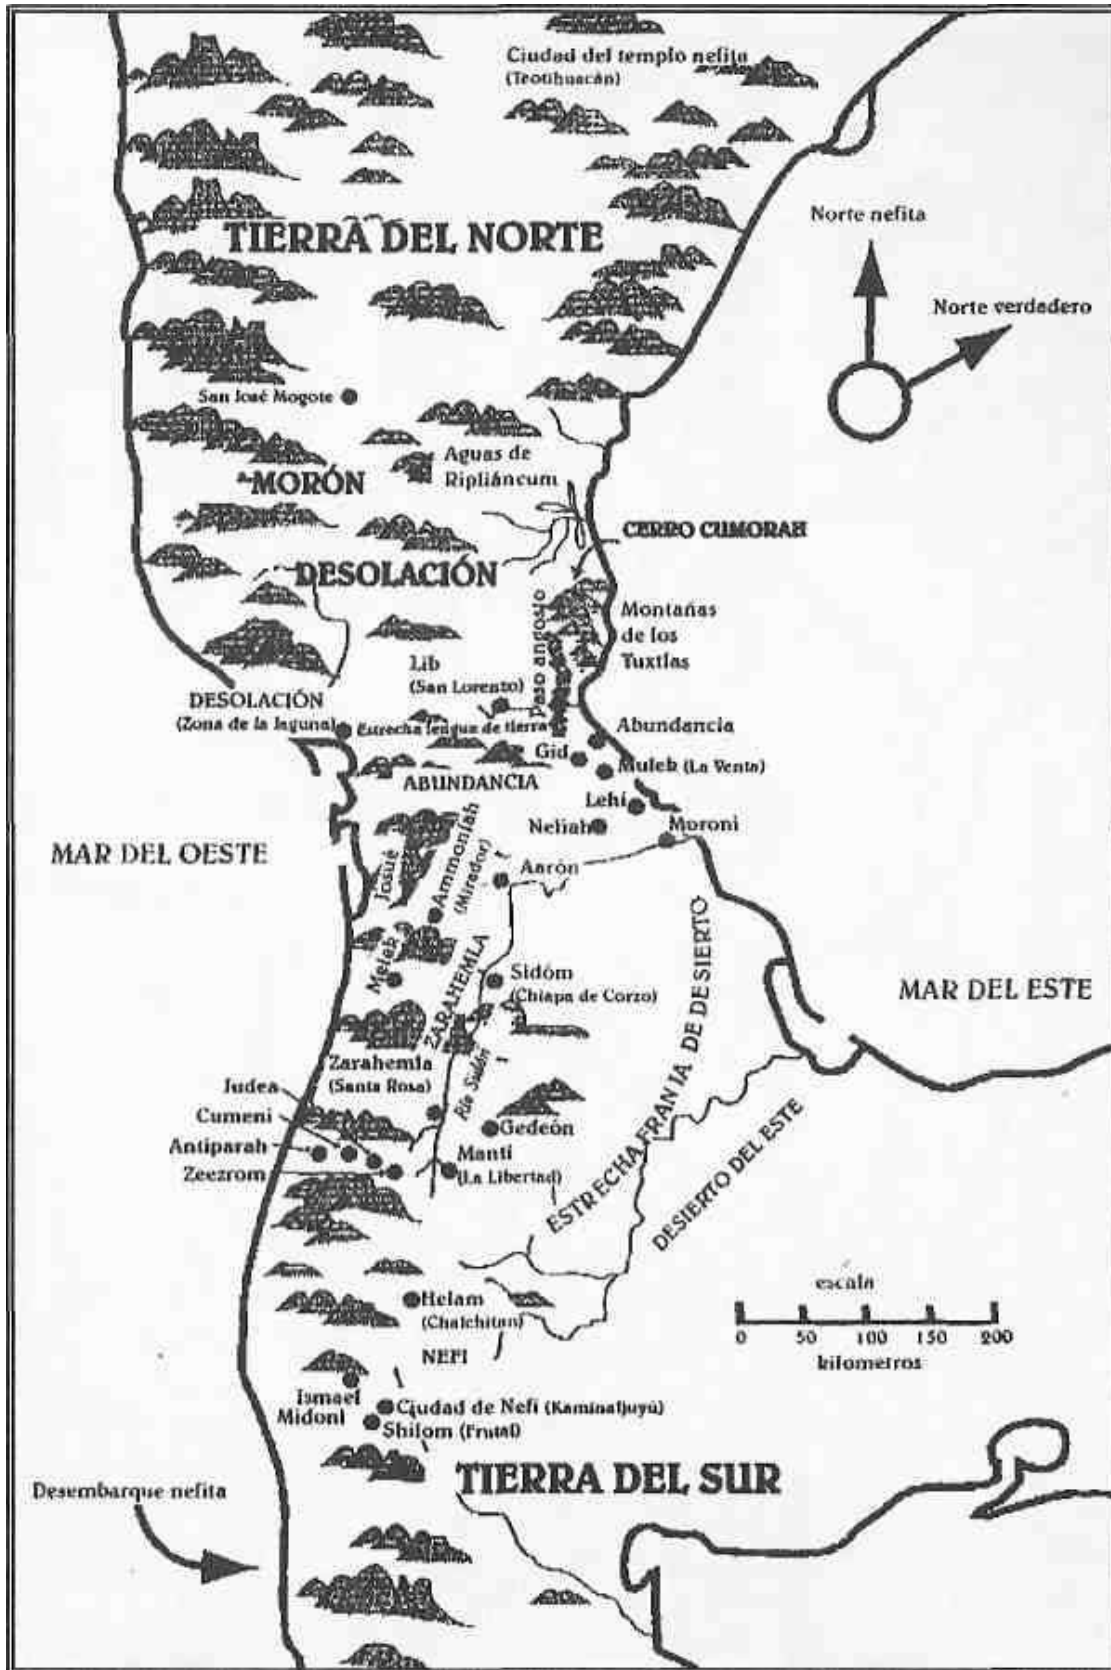 Ciudad del templo nefita
(Teotihuacán)
Norte nefita
TIERRA DEL NORTE
Norte verdadero
San José Mogote
Aguas de
Ripliáncum
MORÓN
CERRO CUMORAH
DESOLACIÓN
Montañas
de los
Tuxtlas
Paso angosto
Lib
(San Lorenzo)
DESOLACIÓN
(Zona de la laguna)
Estrecha lengua de tierra
Abundancia
Gid
Mulek (La Venta)
ABUNDANCIA
Lehi
Nefiah
Moroni
MAR DEL OESTE
Josué
Ammoniah
(Mirador)
Aarón
Melek
ZARAHEMLA
Sidóm
(Chiapa de Corzo)
MAR DEL ESTE
Zarahemla
(Santa Rosa)
Río Sidón
Judea
Cumeni
Antiparah
Zeezrom
Gedeón
Manti
(La Libertad)
ESTRECHA FRANJA DE DESIERTO
DESIERTO DEL ESTE
escala
0 50 100 150 200
kilometros
Helam
(Chalchitan)
NEFI
Ismael
Midoni
Ciudad de Nefi (Kaminaljuyú)
Shilom (Frutal)
TIERRA DEL SUR
Desembarque nefita